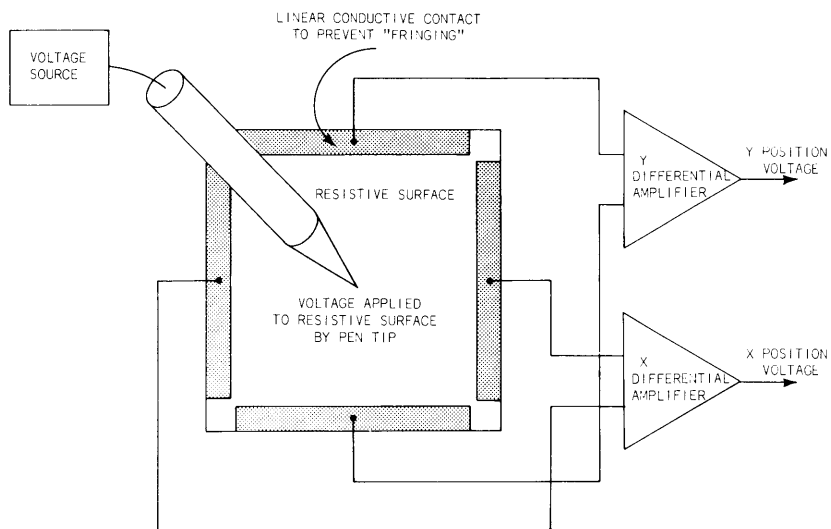 LINEAR CONDUCTIVE CONTACT
TO PREVENT "FRINGING"
VOLTAGE
SOURCE
RESISTIVE SURFACE
Y
DIFFERENTIAL
AMPLIFIER
Y POSITION
VOLTAGE
VOLTAGE APPLIED
TO RESISTIVE SURFACE
BY PEN TIP
X
DIFFERENTIAL
AMPLIFIER
X POSITION
VOLTAGE